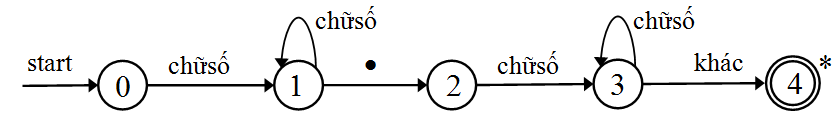 chữsố chữsố
start chữsố • chữsố khác *
0 1 2 3 4